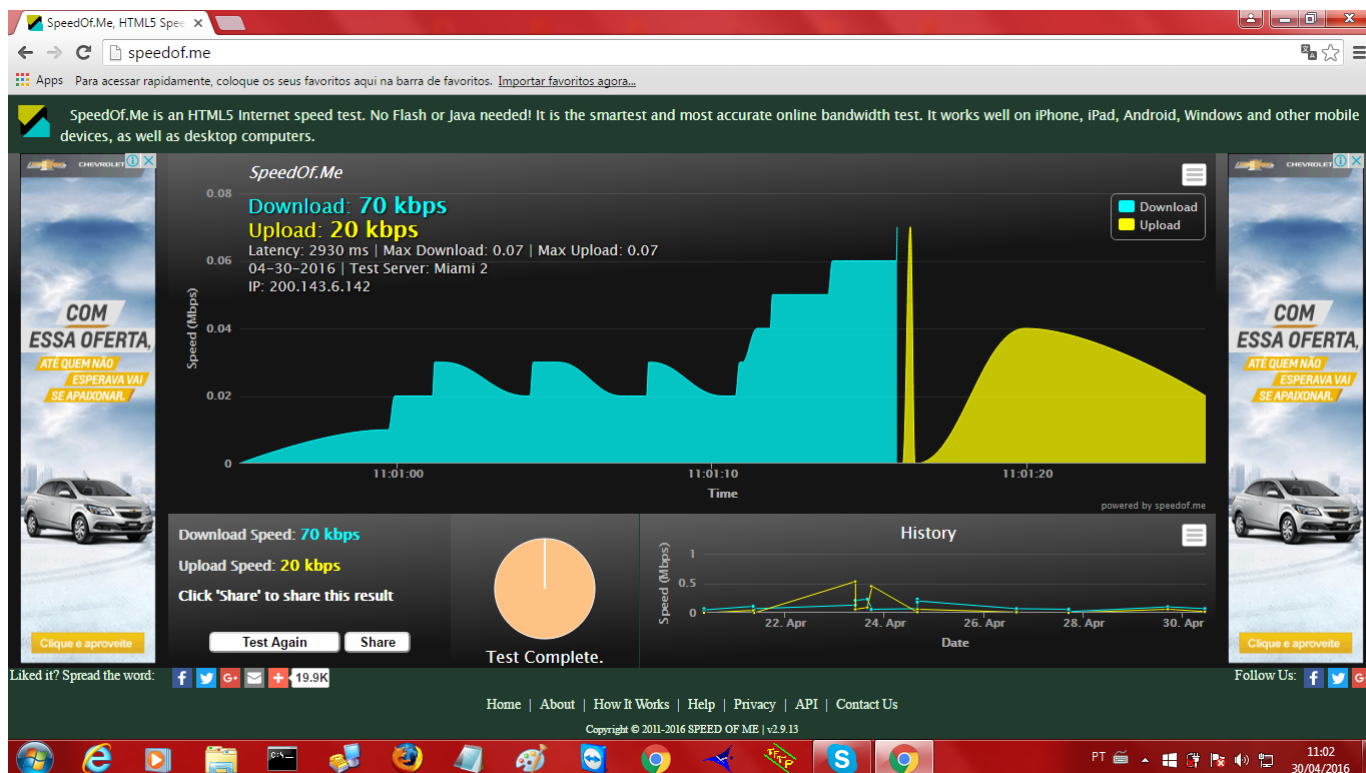 SpeedOf.Me, HTML5 Spee
speedof.me
Apps Para acessar rapidamente, coloque os seus favoritos aqui na barra de favoritos. Importar favoritos agora...
SpeedOf.Me is an HTML5 Internet speed test. No Flash or Java needed! It is the smartest and most accurate online bandwidth test. It works well on iPhone, iPad, Android, Windows and other mobile
devices, as well as desktop computers.
CHEVROLET
COM
ESSA OFERTA,
ATÉ QUEM NÃO
ESPERAVA VAI
SE APAIXONAR.
Clique e aproveite
SpeedOf.Me
Download: 70 kbps
Upload: 20 kbps
Latency: 2930 ms | Max Download: 0.07 | Max Upload: 0.07
04-30-2016 | Test Server: Miami 2
IP: 200.143.6.142
Download
Upload
Speed (Mbps)
0.08
0.06
0.04
0.02
0
11:01:00 11:01:10 11:01:20
Time
powered by speedof.me
CHEVROLET
COM
ESSA OFERTA,
ATÉ QUEM NÃO
ESPERAVA VAI
SE APAIXONAR.
Clique e aproveite
Download Speed: 70 kbps
Upload Speed: 20 kbps
Click 'Share' to share this result
Test Again Share
Test Complete.
History
Speed (Mbps)
1
0.5
0
22. Apr 24. Apr 26. Apr 28. Apr 30. Apr
Date
Liked it? Spread the word: 19.9K
Follow Us:
Home | About | How It Works | Help | Privacy | API | Contact Us
Copyright © 2011-2016 SPEED OF ME | v2.9.13
PT 11:02
30/04/2016